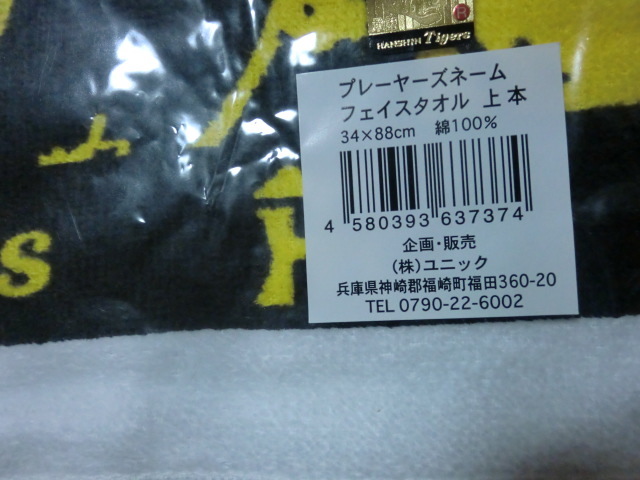 HANSHIN Tigers
プレーヤーズネーム
フェイスタオル 上本
34×88cm 綿100%
4 580393 637374
企画・販売
(株)ユニック
兵庫県神崎郡福崎町福田360-20
TEL 0790-22-6002
s